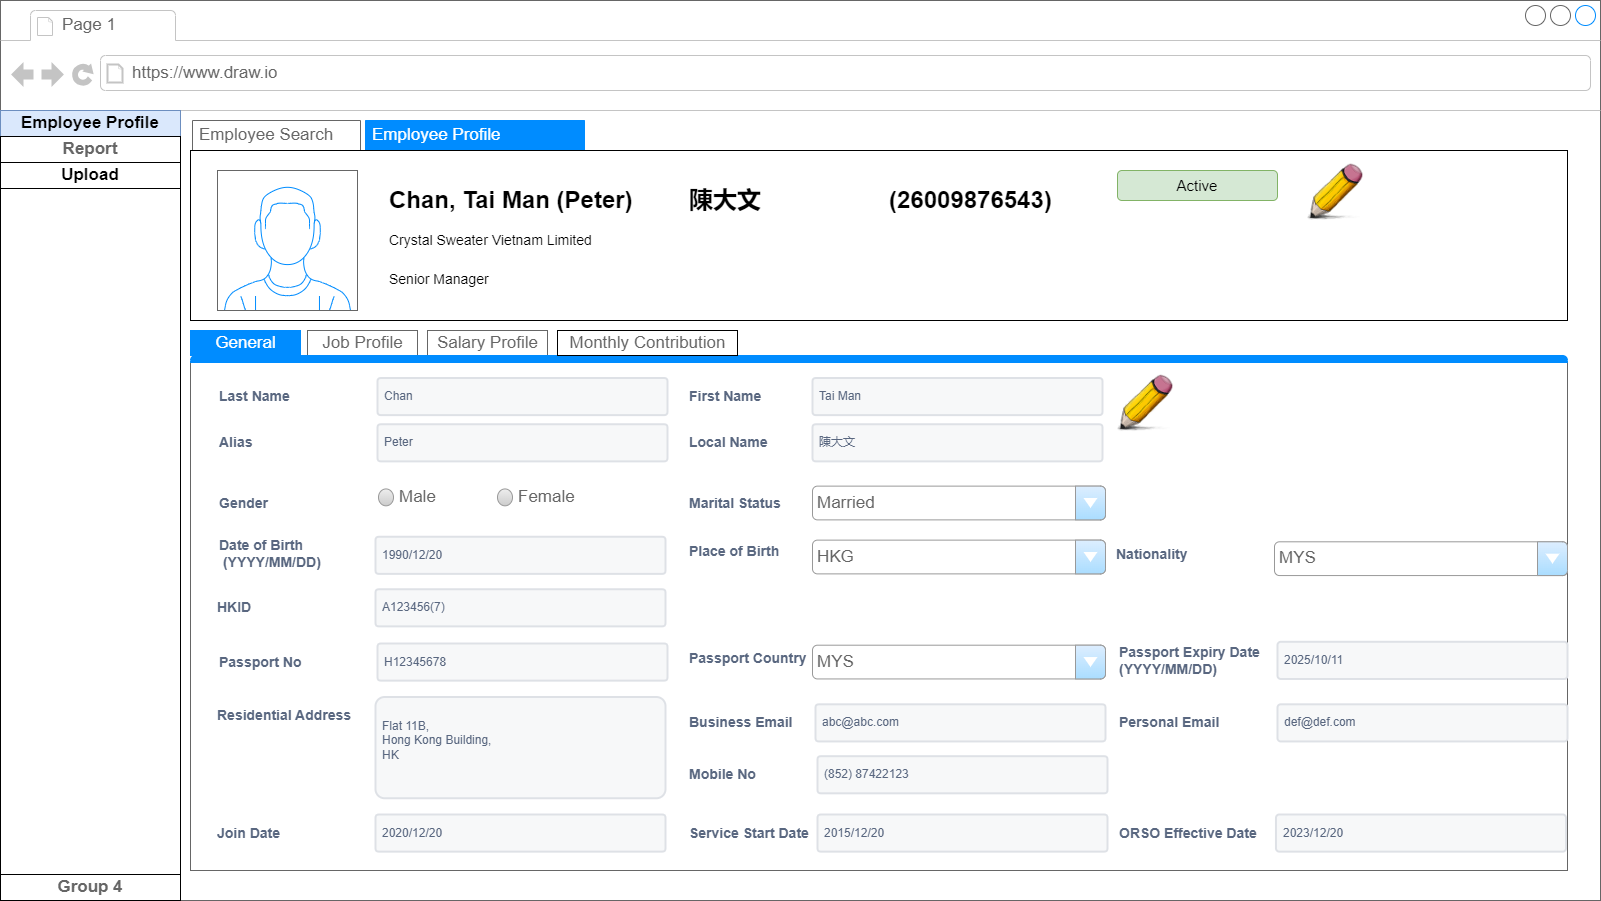 Page 1
https://www.draw.io
Employee Profile
Report
Upload
Group 4
Employee Search
Employee Profile
Chan, Tai Man (Peter) 陳大文 (26009876543)
Active
Crystal Sweater Vietnam Limited
Senior Manager
General
Job Profile
Salary Profile
Monthly Contribution
Last Name Chan First Name Tai Man
Alias Peter Local Name 陳大文
Gender Male Female Marital Status Married
Date of Birth
(YYYY/MM/DD)
1990/12/20
Place of Birth HKG Nationality MYS
HKID A123456(7)
Passport No H12345678 Passport Country MYS
Passport Expiry Date
(YYYY/MM/DD)
2025/10/11
Residential Address
Flat 11B,
Hong Kong Building,
HK
Business Email abc@abc.com Personal Email def@def.com
Mobile No (852) 87422123
Join Date 2020/12/20 Service Start Date 2015/12/20 ORSO Effective Date 2023/12/20